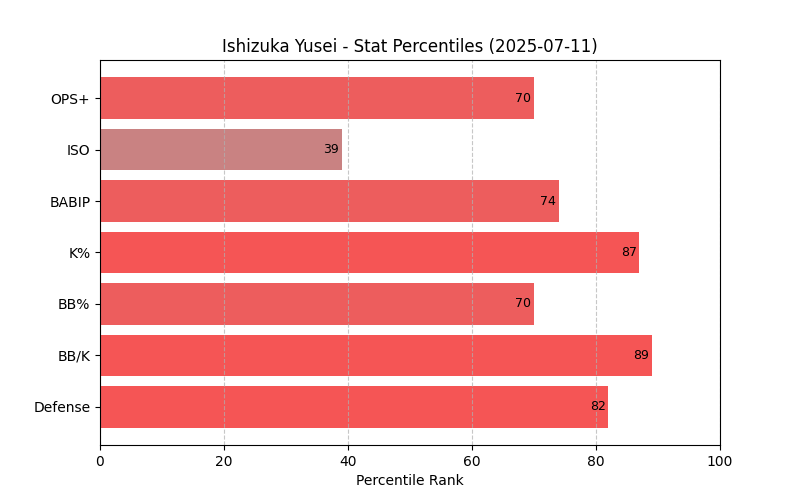 Ishizuka Yusei - Stat Percentiles (2025-07-11)
OPS+ 70
ISO 39
BABIP 74
K% 87
BB% 70
BB/K 89
Defense 82
0 20 40 60 80 100
Percentile Rank